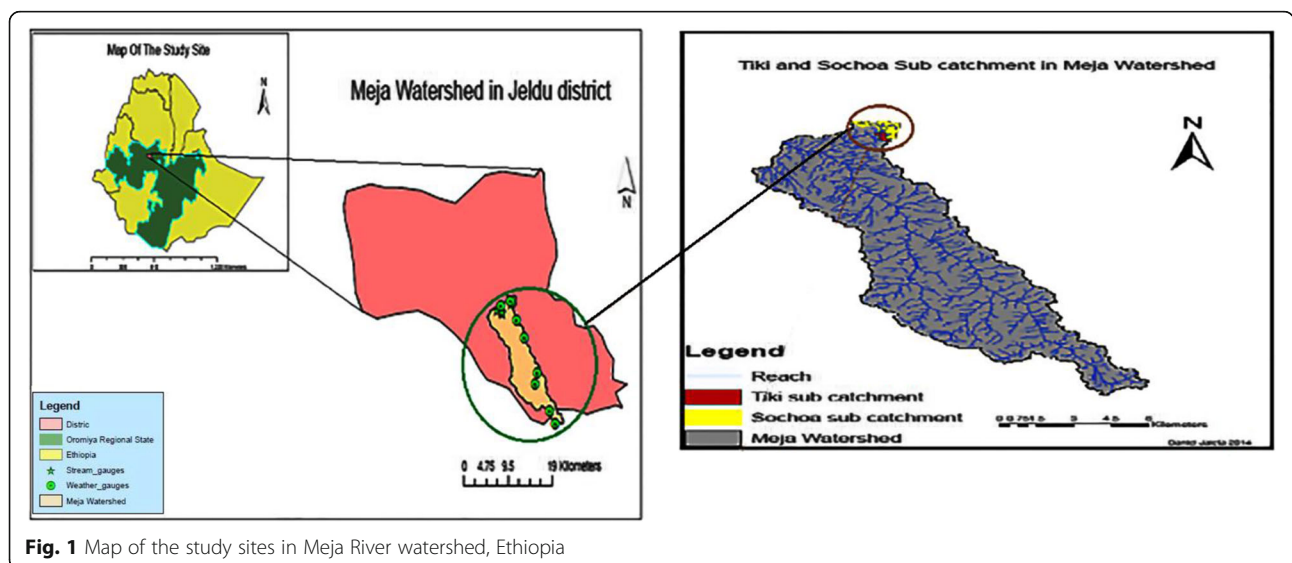 Map Of The Study Site
N
Kilometers
Meja Watershed in Jeldu district
N
Legend
Distric
Oromiya Regional State
Ethiopia
Stream_gauges
Weather_gauges
Meja Watershed
0 4.75 9.5 19 Kilometers
Tiki and Sochoa Sub catchment in Meja Watershed
N
Legend
Reach
Tiki sub catchment
Sochoa sub catchment
Meja Watershed
Kilometers
2014
Fig. 1 Map of the study sites in Meja River watershed, Ethiopia